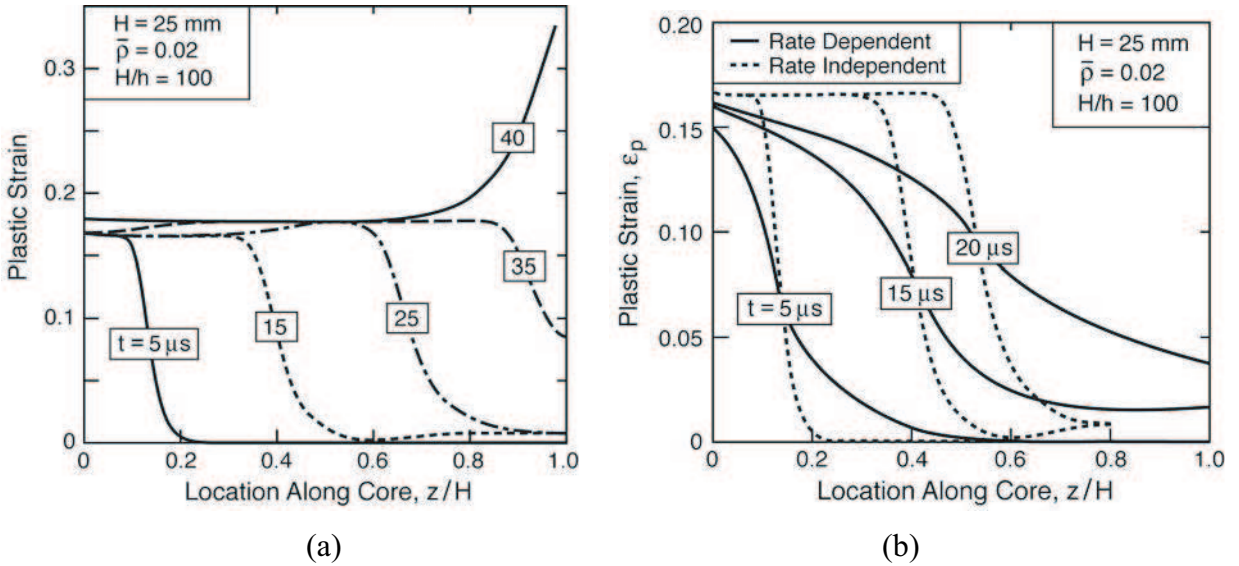 H = 25 mm
ρ̄ = 0.02
H/h = 100
0.3
0.2
0.1
0
Plastic Strain
40
35
t = 5 μs
15
25
0
0.2
0.4
0.6
0.8
1.0
Location Along Core, z/H
(a)
0.20
0.15
0.10
0.05
0
Plastic Strain, εp
Rate Dependent
Rate Independent
H = 25 mm
ρ̄ = 0.02
H/h = 100
20 μs
t = 5 μs
15 μs
0
0.2
0.4
0.6
0.8
1.0
Location Along Core, z/H
(b)